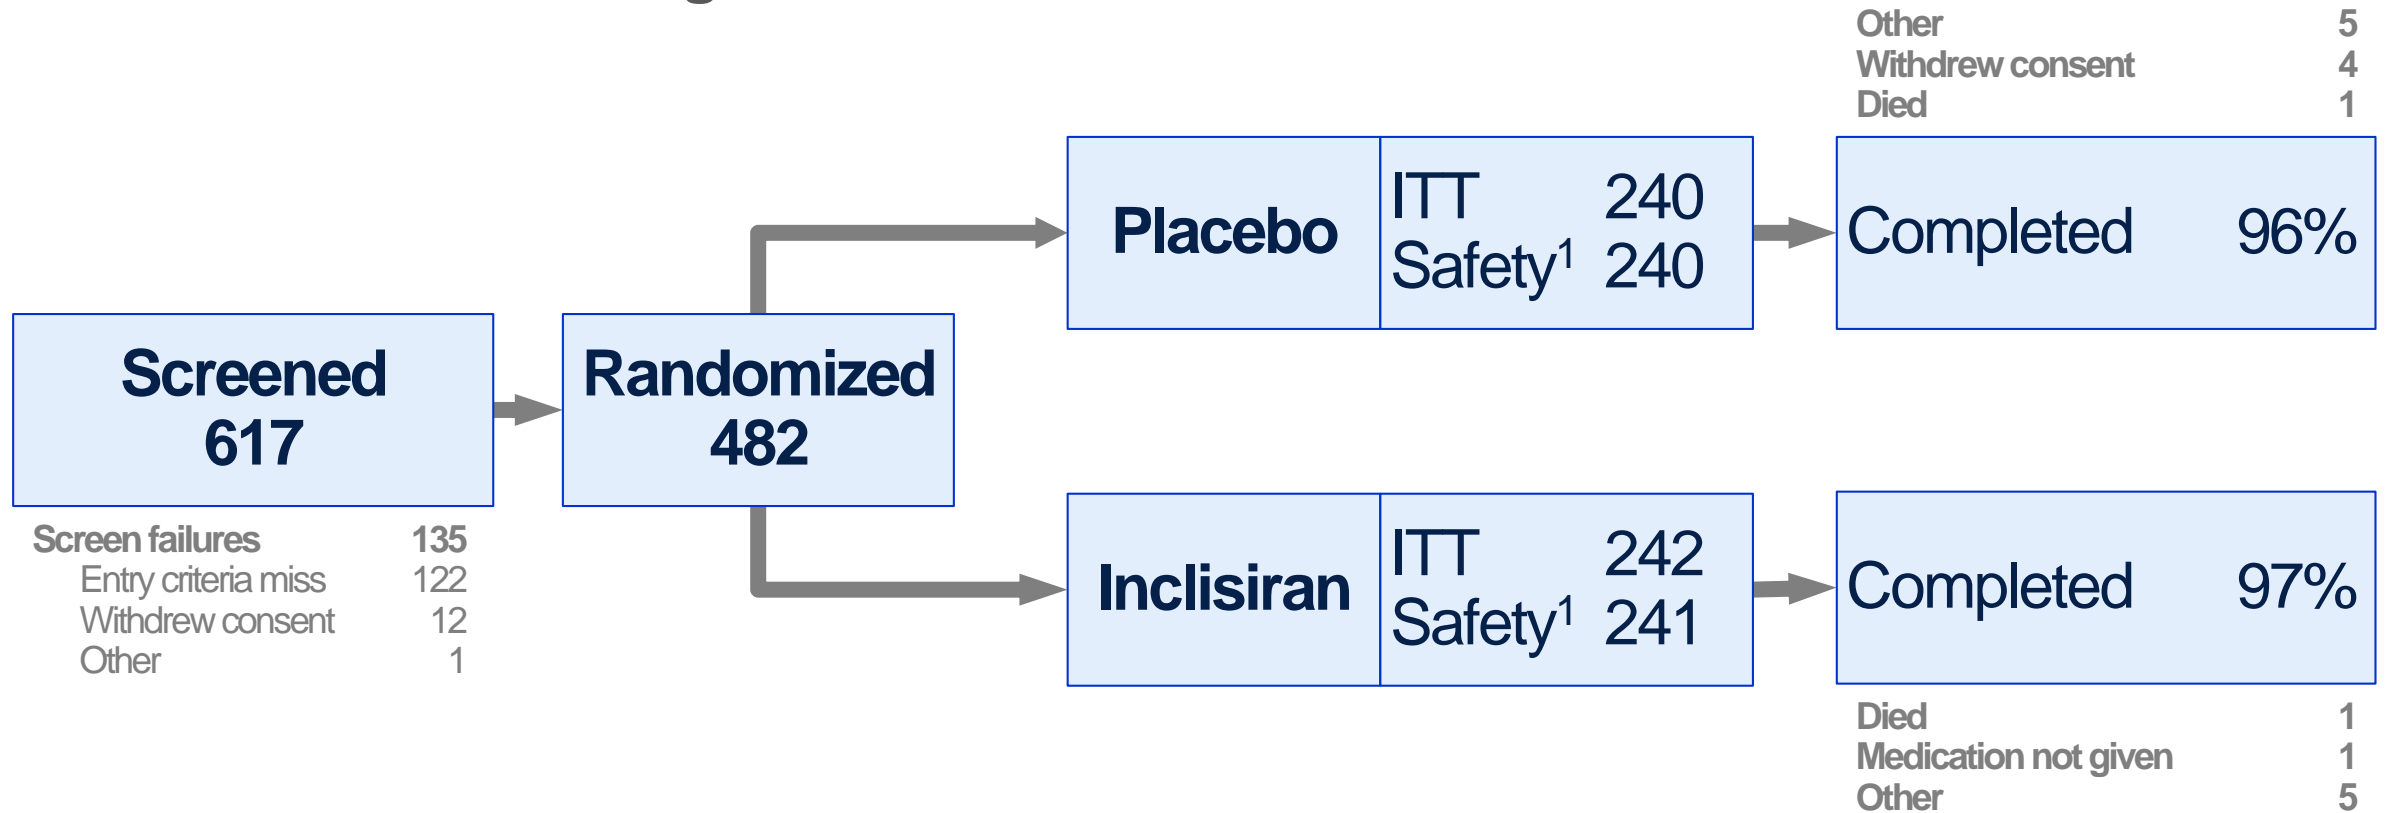 Other 5
Withdrew consent 4
Died 1
Placebo
ITT 240
Safety¹ 240
Completed 96%
Screened
617
Randomized
482
Screen failures 135
Entry criteria miss 122
Withdrew consent 12
Other 1
Inclisiran
ITT 242
Safety¹ 241
Completed 97%
Died 1
Medication not given 1
Other 5